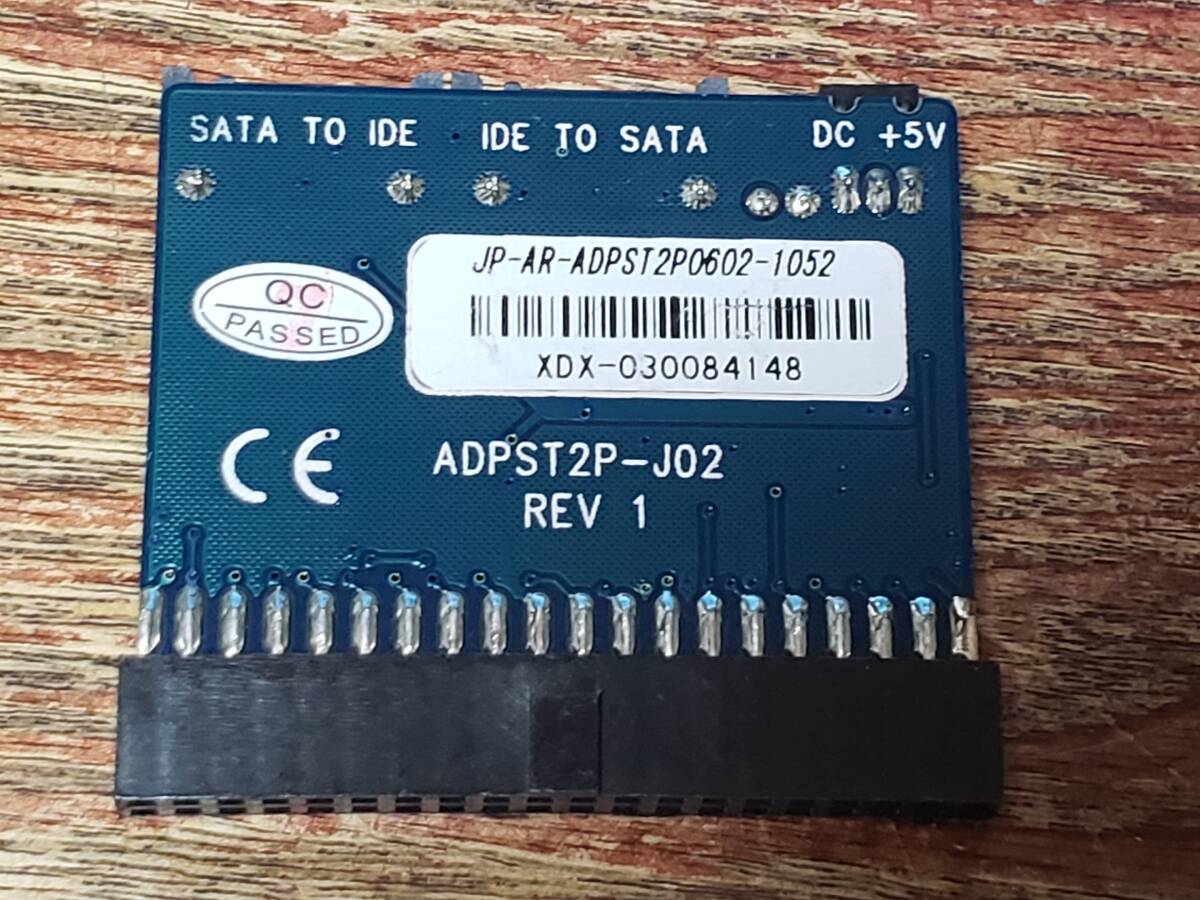 SATA TO IDE IDE TO SATA DC +5V
JP-AR-ADPST2P0602-1052
QC
PASSED
XDX-030084148
CE
ADPST2P-J02
REV 1